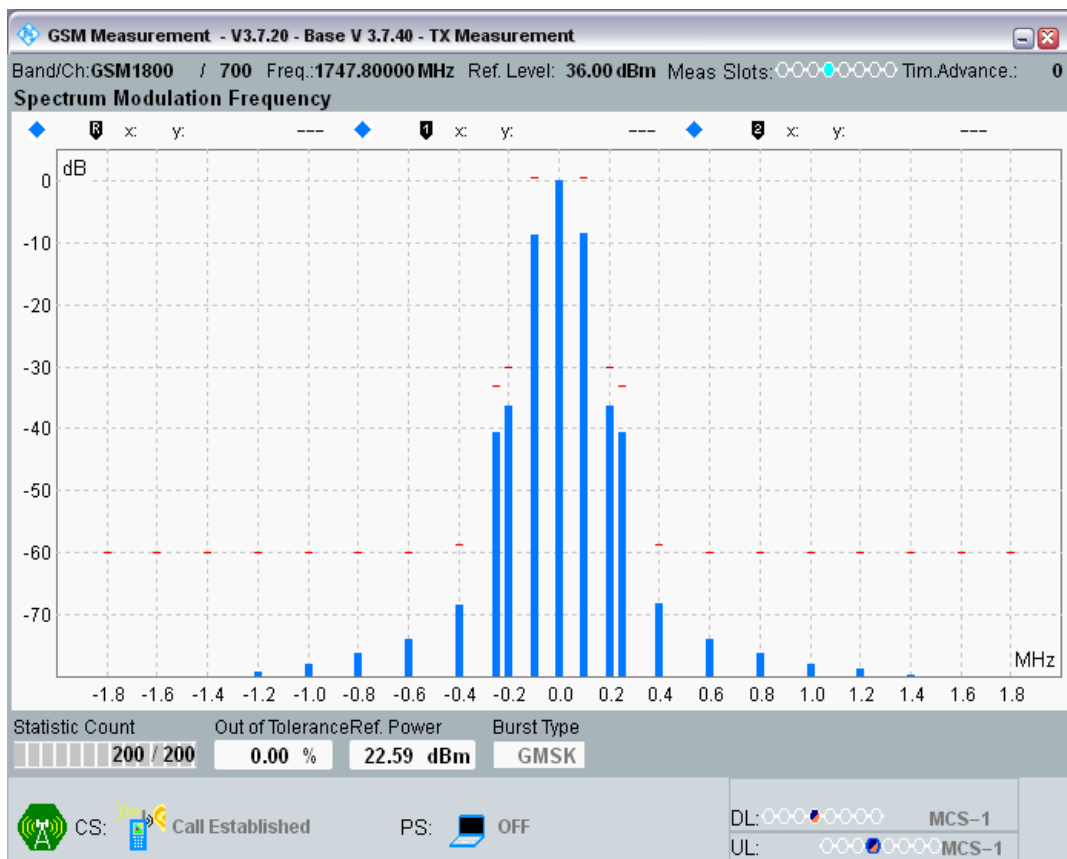 GSM Measurement - V3.7.20 - Base V 3.7.40 - TX Measurement
Band/Ch:GSM1800 / 700 Freq.:1747.80000 MHz Ref. Level: 36.00 dBm Meas Slots: Tim.Advance.: 0
Spectrum Modulation Frequency
R x: y: --- 1 x: y: --- 2 x: y: ---
dB
0
-10
-20
-30
-40
-50
-60
-70
MHz
-1.8 -1.6 -1.4 -1.2 -1.0 -0.8 -0.6 -0.4 -0.2 0.0 0.2 0.4 0.6 0.8 1.0 1.2 1.4 1.6 1.8
Statistic Count Out of Tolerance Ref. Power Burst Type
200 / 200 0.00 % 22.59 dBm GMSK
CS: Call Established PS: OFF
DL: MCS-1
UL: MCS-1